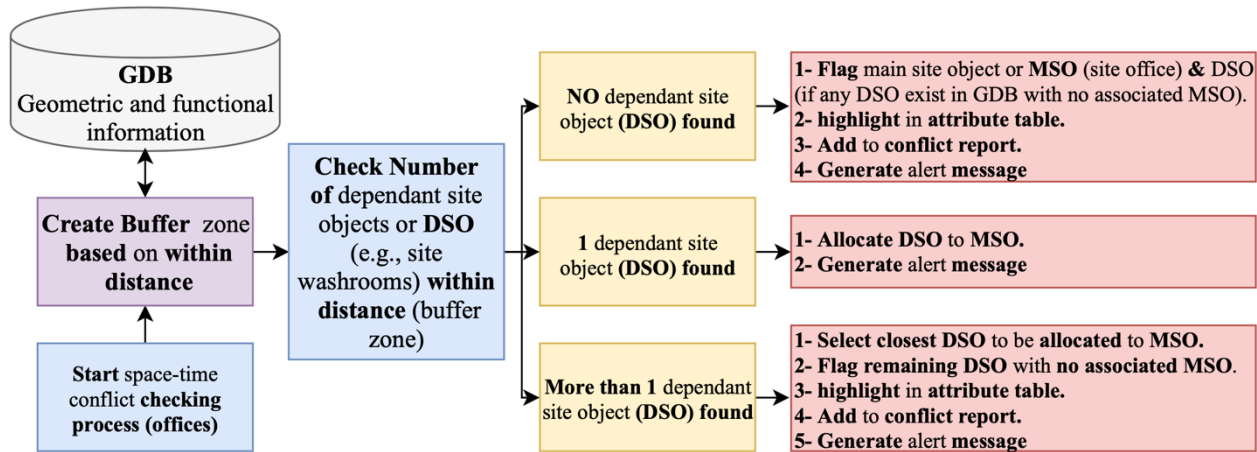 GDB
Geometric and functional
information
Create Buffer zone
based on within
distance
Start space-time
conflict checking
process (offices)
Check Number
of dependant site
objects or DSO
(e.g., site
washrooms) within
distance (buffer
zone)
NO dependant site
object (DSO) found
1 dependant site
object (DSO) found
More than 1 dependant
site object (DSO) found
1- Flag main site object or MSO (site office) & DSO
(if any DSO exist in GDB with no associated MSO).
2- highlight in attribute table.
3- Add to conflict report.
4- Generate alert message
1- Allocate DSO to MSO.
2- Generate alert message
1- Select closest DSO to be allocated to MSO.
2- Flag remaining DSO with no associated MSO.
3- highlight in attribute table.
4- Add to conflict report.
5- Generate alert message